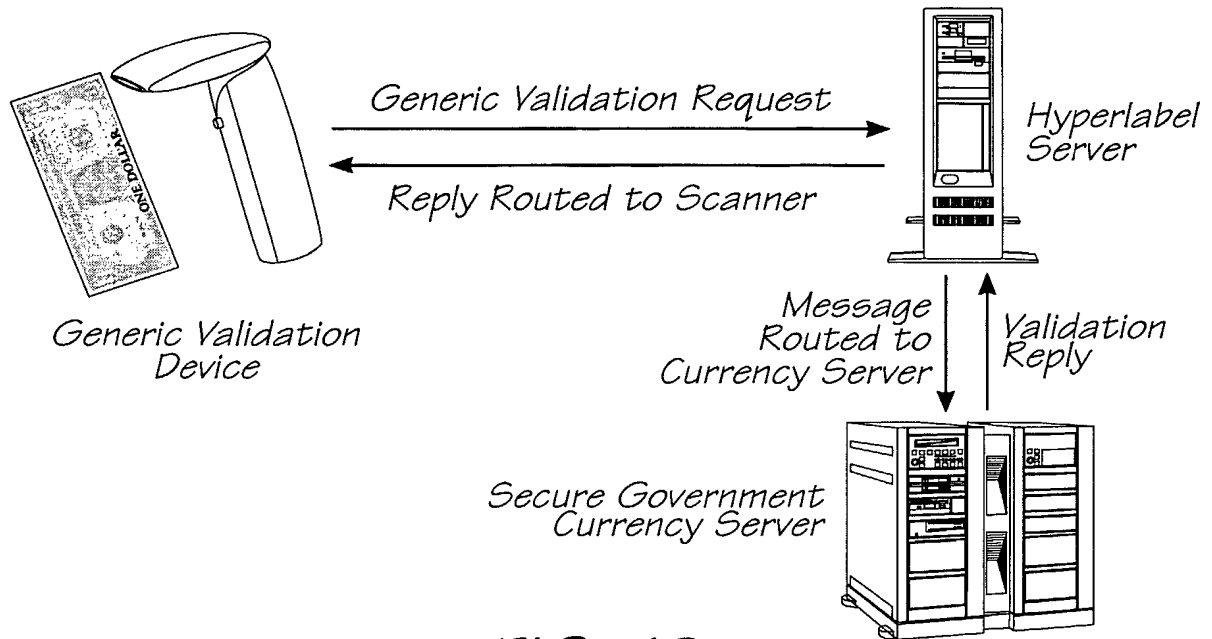 ONE DOLLAR
Generic Validation Request
Hyperlabel
Server
Reply Routed to Scanner
Generic Validation
Device
Message
Routed to
Currency Server
Validation
Reply
Secure Government
Currency Server